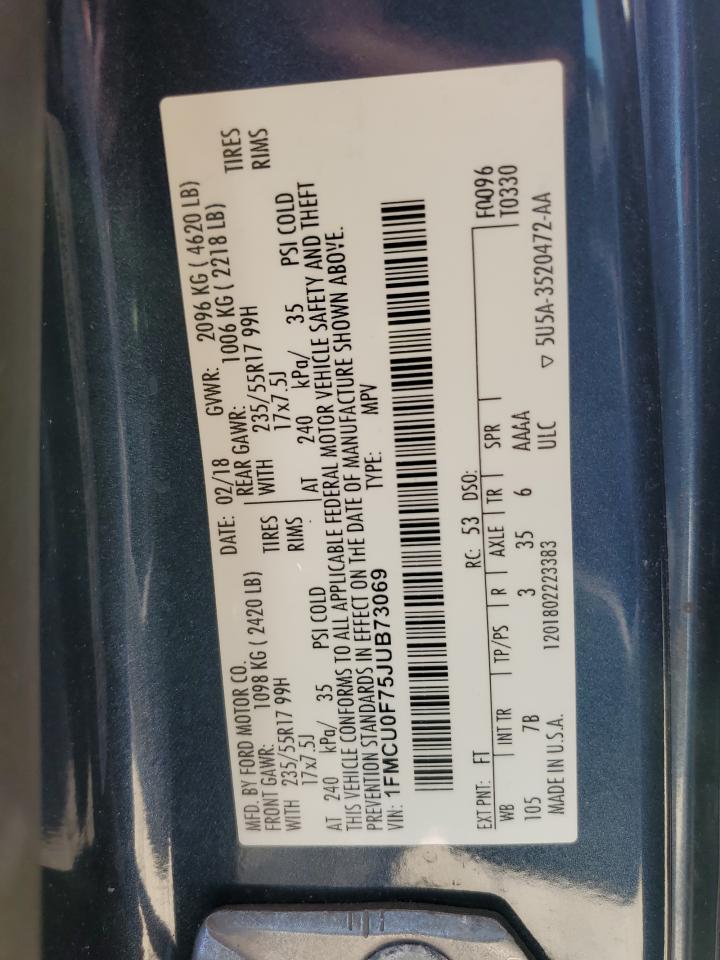 MFD. BY FORD MOTOR CO.
DATE: 02/18 GVWR: 2096 KG ( 4620 LB)
FRONT GAWR: 1098 KG ( 2420 LB) REAR GAWR: 1006 KG ( 2218 LB)
WITH 235/55R17 99H TIRES WITH 235/55R17 99H TIRES
17x7.5J RIMS 17x7.5J RIMS
AT 240 kPa/ 35 PSI COLD AT 240 kPa/ 35 PSI COLD
THIS VEHICLE CONFORMS TO ALL APPLICABLE FEDERAL MOTOR VEHICLE SAFETY AND THEFT
PREVENTION STANDARDS IN EFFECT ON THE DATE OF MANUFACTURE SHOWN ABOVE.
VIN: 1FMCU0F75JUB73069 TYPE: MPV
EXT PNT: FT RC: 53 DSO: F0096
WB INT TR TP/PS R AXLE TR SPR T0330
105 7B 3 35 6 AAAA
MADE IN U.S.A. 1201802223383 ULC
▽ 5U5A-3520472-AA